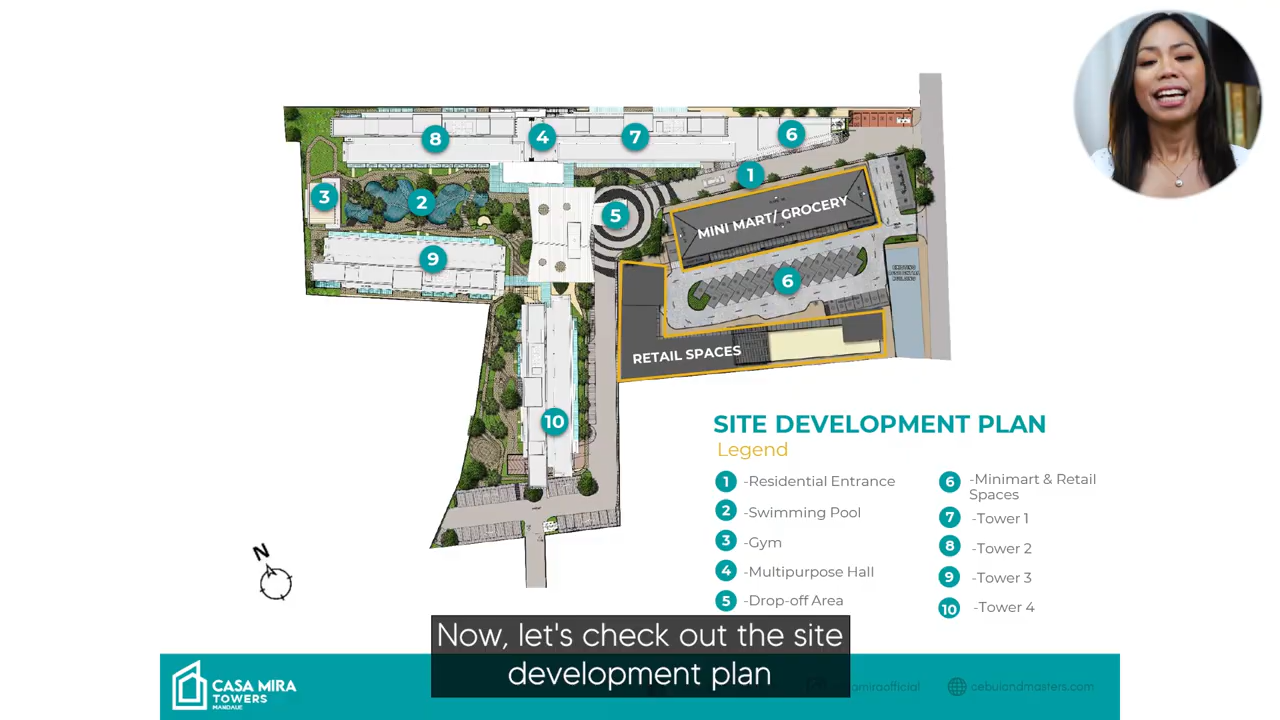 8
4
7
6
1
3
2
5
MINI MART/ GROCERY
9
6
RETAIL SPACES
10
SITE DEVELOPMENT PLAN
Legend
1 -Residential Entrance
2 -Swimming Pool
3 -Gym
4 -Multipurpose Hall
5 -Drop-off Area
6 -Minimart & Retail
Spaces
7 -Tower 1
8 -Tower 2
9 -Tower 3
10 -Tower 4
N
Now, let's check out the site
development plan
CASA MIRA
TOWERS
MANDAUE
cebulandmasters.com